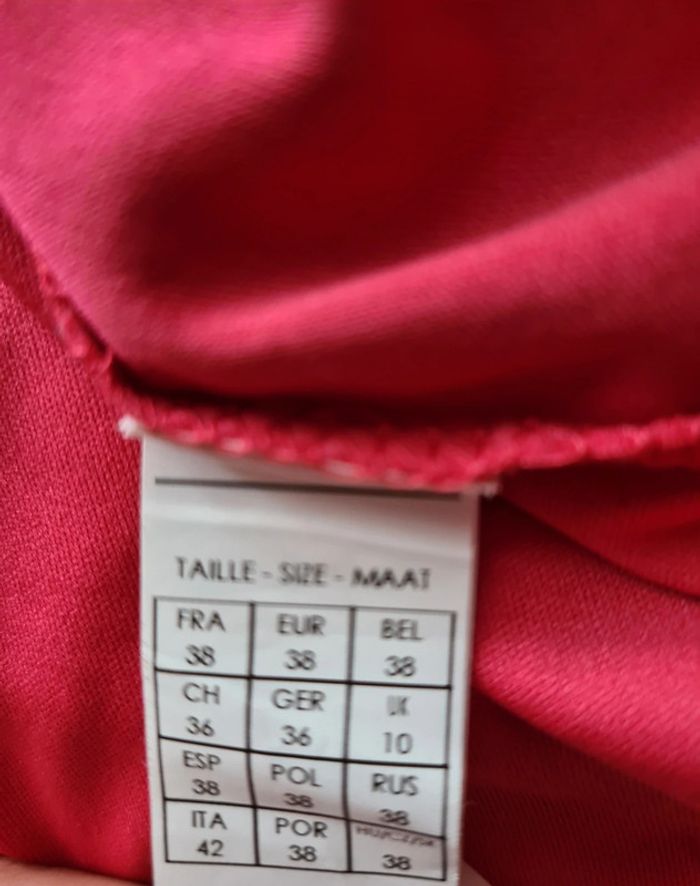 TAILLE - SIZE - MAAT
FRA EUR BEL
38 38 38
CH GER UK
36 36 10
ESP POL RUS
38 38 38
ITA POR
42 38 38